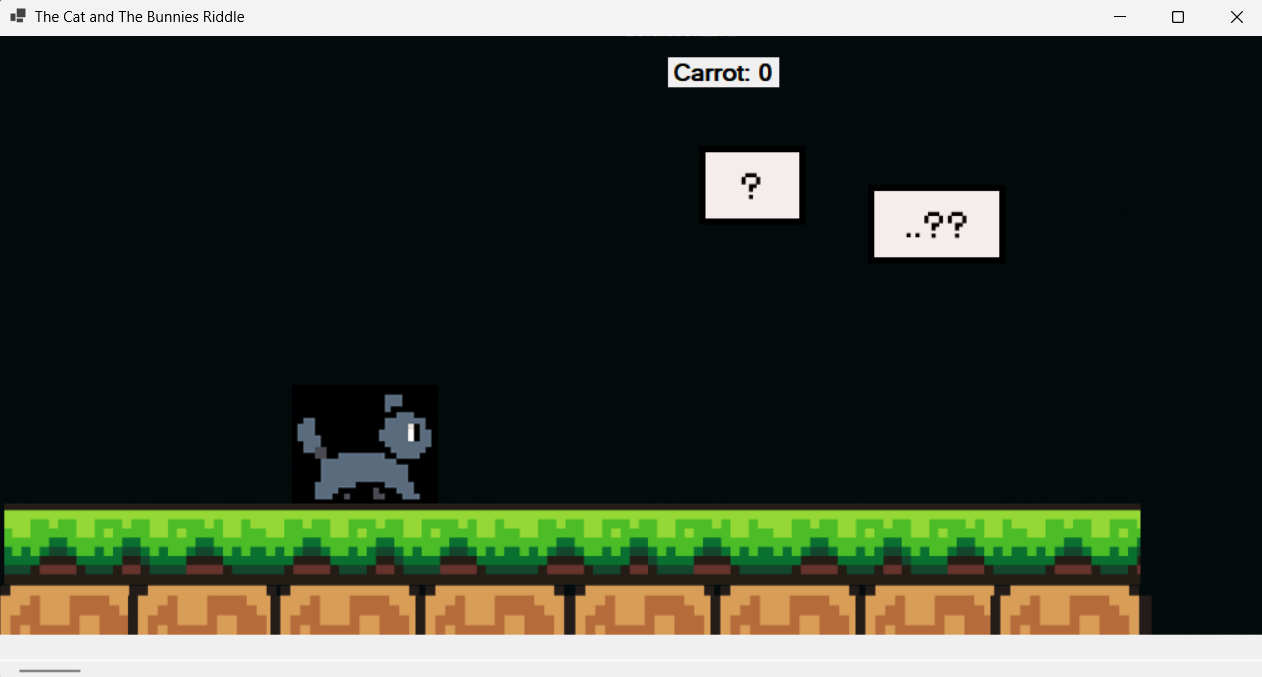 The Cat and The Bunnies Riddle
Carrot: 0
?
..??